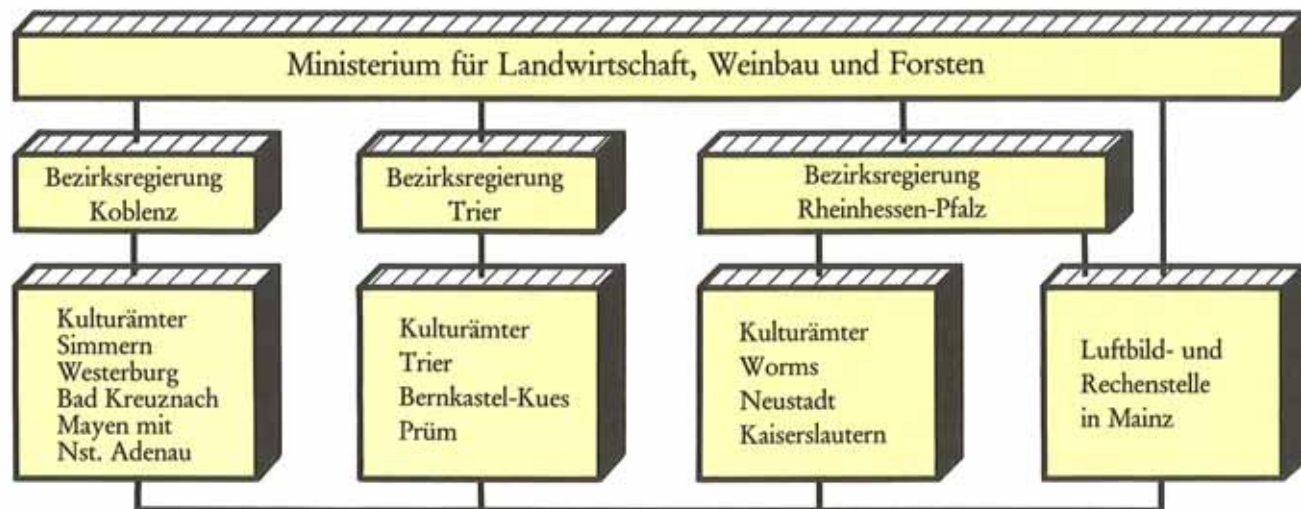 Ministerium für Landwirtschaft, Weinbau und Forsten
Bezirksregierung
Koblenz
Bezirksregierung
Trier
Bezirksregierung
Rheinhessen-Pfalz
Kulturämter
Simmern
Westerburg
Bad Kreuznach
Mayen mit
Nst. Adenau
Kulturämter
Trier
Bernkastel-Kues
Prüm
Kulturämter
Worms
Neustadt
Kaiserslautern
Luftbild- und
Rechenstelle
in Mainz